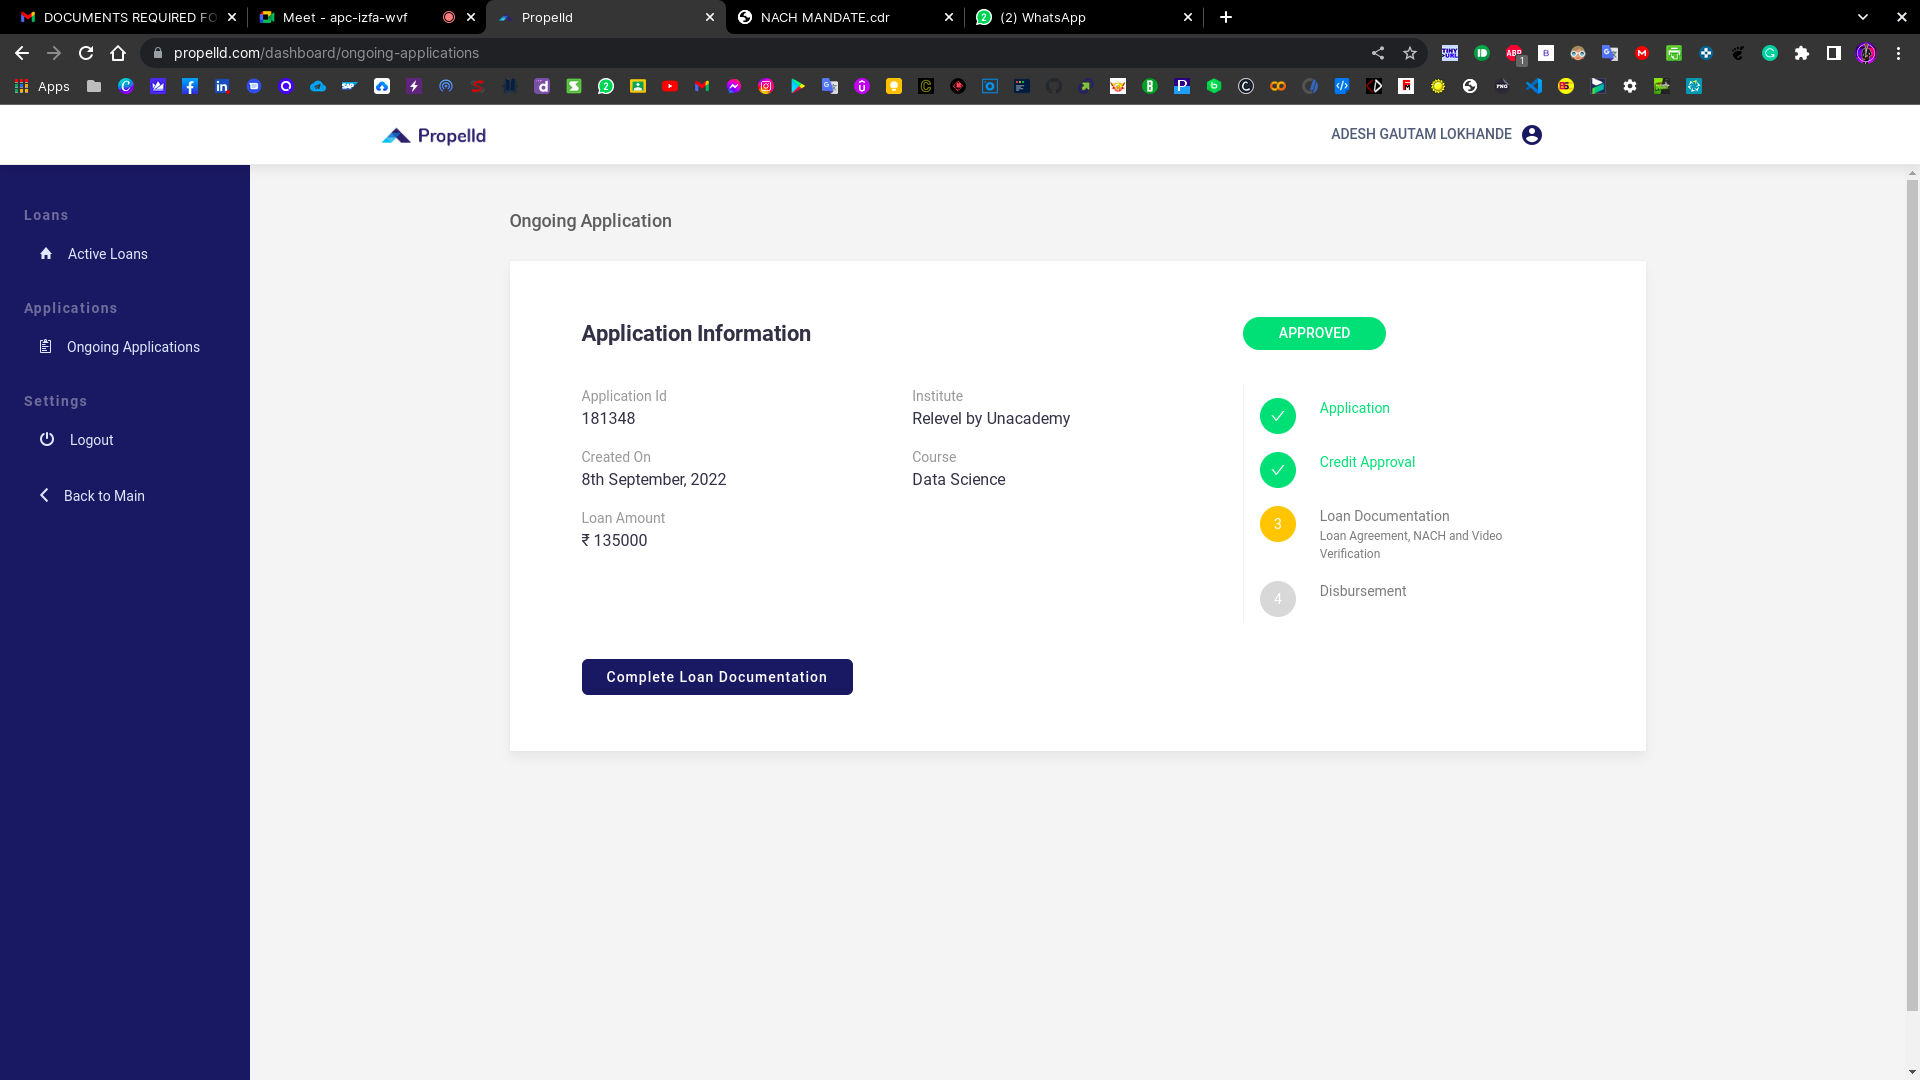 DOCUMENTS REQUIRED FO
Meet - apc-izfa-wvf
Propelld
NACH MANDATE.cdr
(2) WhatsApp
propelld.com/dashboard/ongoing-applications
Apps
Propelld
ADESH GAUTAM LOKHANDE
Loans
Active Loans
Applications
Ongoing Applications
Settings
Logout
Back to Main
Ongoing Application
Application Information
APPROVED
Application Id
181348
Institute
Relevel by Unacademy
Created On
8th September, 2022
Course
Data Science
Loan Amount
₹ 135000
Application
Credit Approval
3
Loan Documentation
Loan Agreement, NACH and Video
Verification
4
Disbursement
Complete Loan Documentation